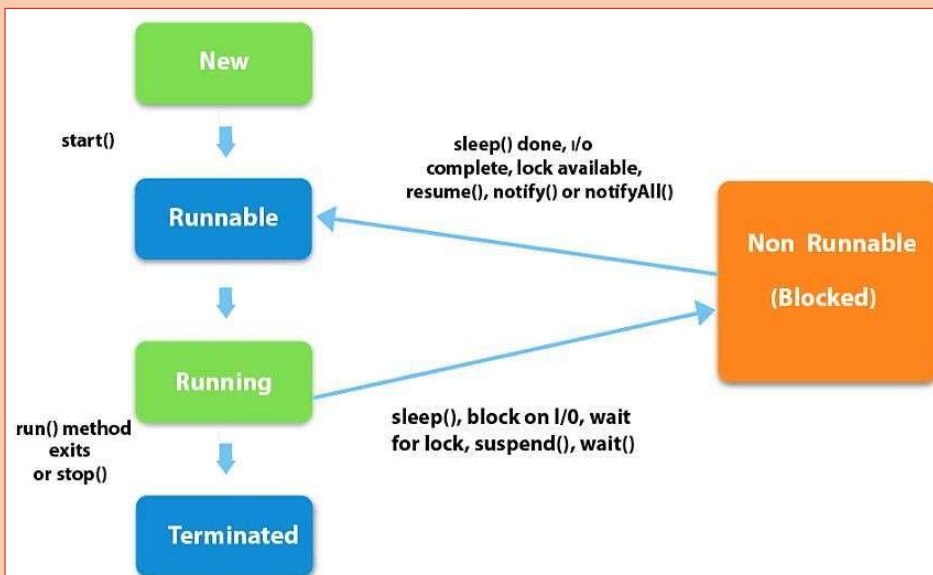 New
start()
sleep() done, I/o
complete, lock available,
resume(), notify() or notifyAll()
Runnable
Non Runnable
(Blocked)
Running
sleep(), block on I/0, wait
for lock, suspend(), wait()
run() method
exits
or stop()
Terminated